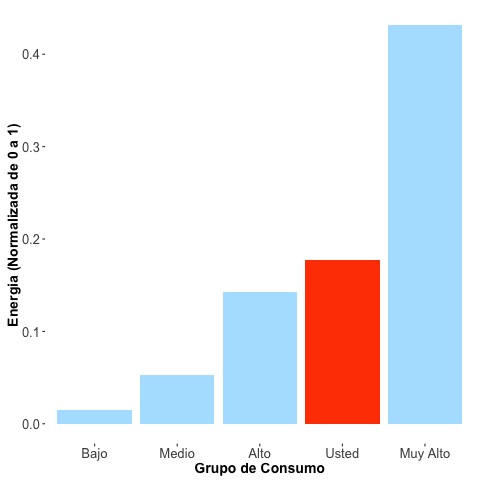 Energia (Normalizada de 0 a 1)
0.4
0.3
0.2
0.1
0.0
Bajo Medio Alto Usted Muy Alto
Grupo de Consumo